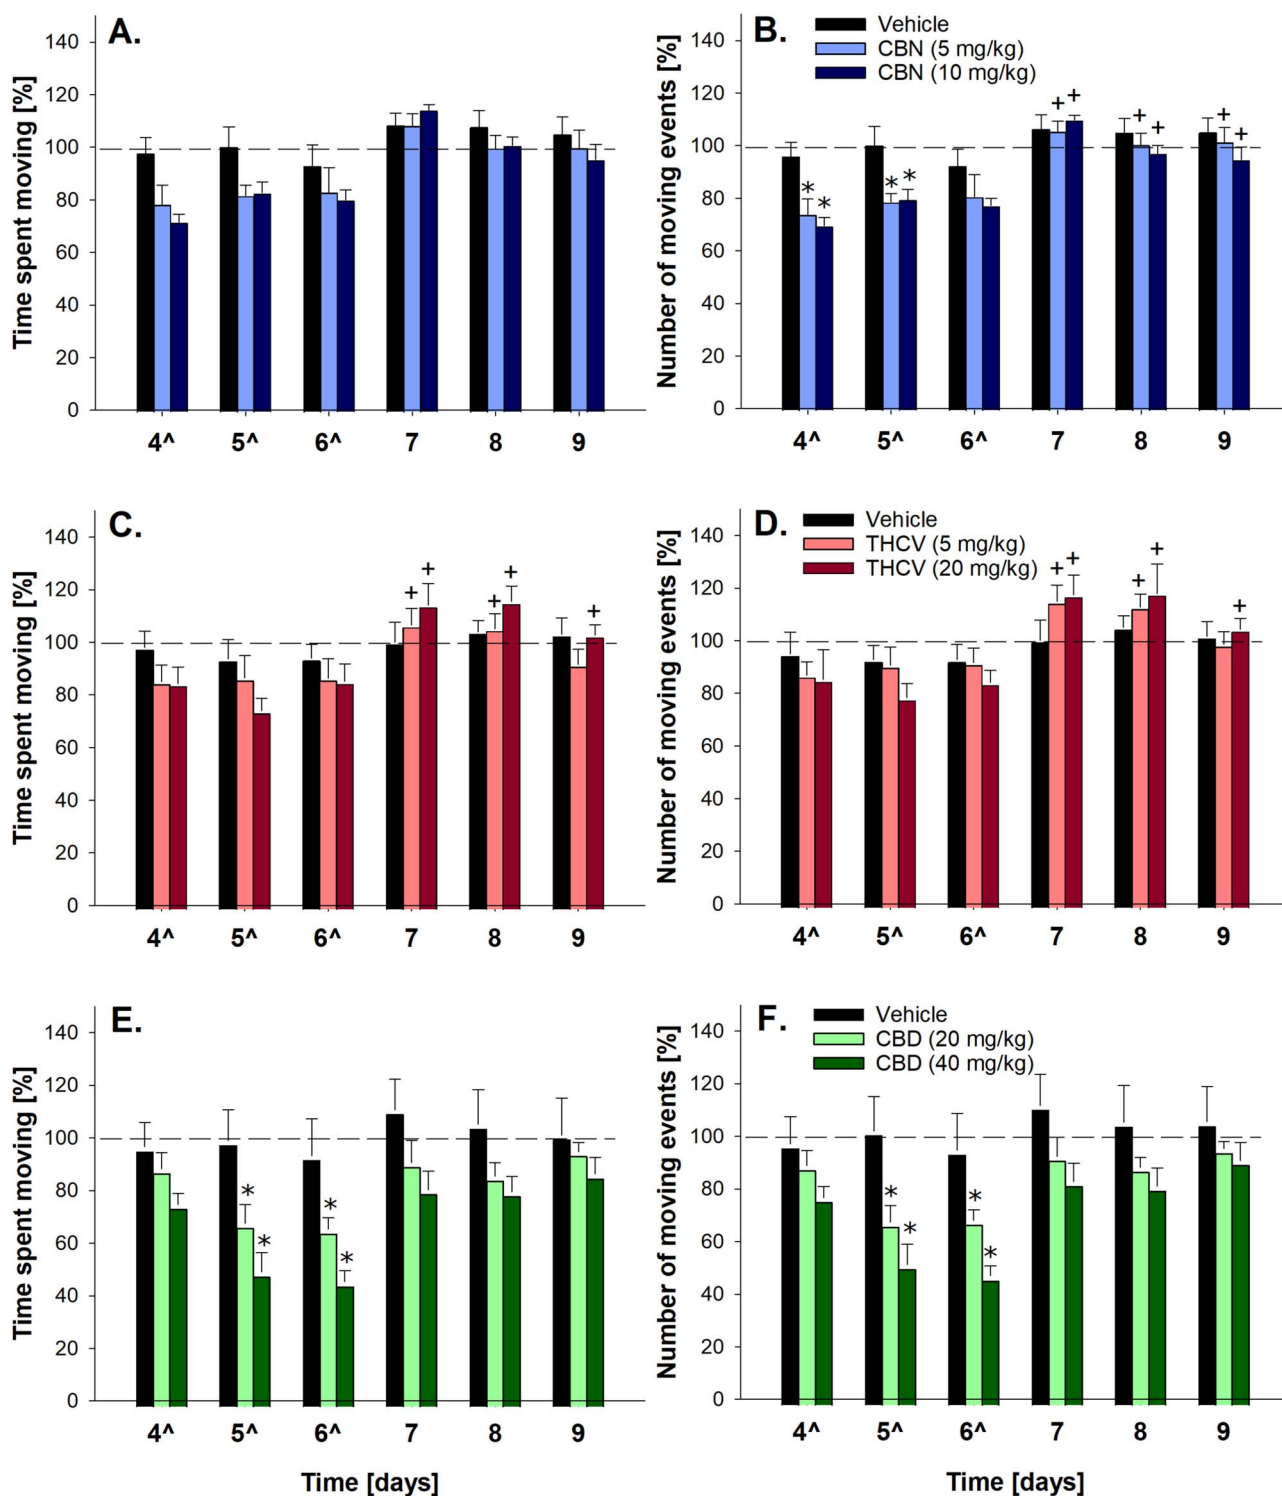 A.
Time spent moving [%]
140
120
100
80
60
40
20
0
4^ 5^ 6^ 7 8 9
B.
Vehicle
CBN (5 mg/kg)
CBN (10 mg/kg)
Number of moving events [%]
140
120
100
80
60
40
20
0
* * * * + + + + + +
4^ 5^ 6^ 7 8 9
C.
Time spent moving [%]
140
120
100
80
60
40
20
0
+ + + + +
4^ 5^ 6^ 7 8 9
D.
Vehicle
THCV (5 mg/kg)
THCV (20 mg/kg)
Number of moving events [%]
140
120
100
80
60
40
20
0
+ + + + +
4^ 5^ 6^ 7 8 9
E.
Time spent moving [%]
140
120
100
80
60
40
20
0
* * * *
4^ 5^ 6^ 7 8 9
Time [days]
F.
Vehicle
CBD (20 mg/kg)
CBD (40 mg/kg)
Number of moving events [%]
140
120
100
80
60
40
20
0
* * * *
4^ 5^ 6^ 7 8 9
Time [days]